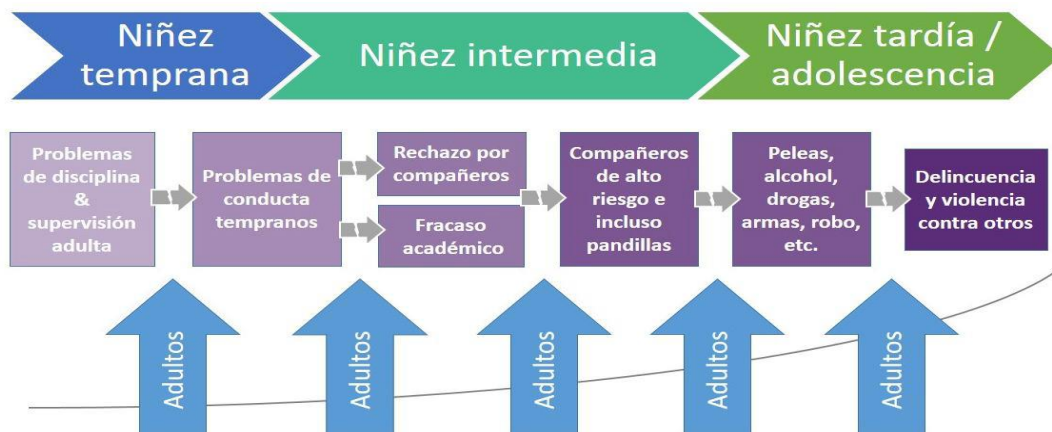 Niñez
temprana
Niñez intermedia
Niñez tardía /
adolescencia
Problemas
de disciplina
&
supervisión
adulta
Problemas de
conducta
tempranos
Rechazo por
compañeros
Fracaso
académico
Compañeros
de alto
riesgo e
incluso
pandillas
Peleas,
alcohol,
drogas,
armas, robo,
etc.
Delincuencia
y violencia
contra otros
Adultos
Adultos
Adultos
Adultos
Adultos